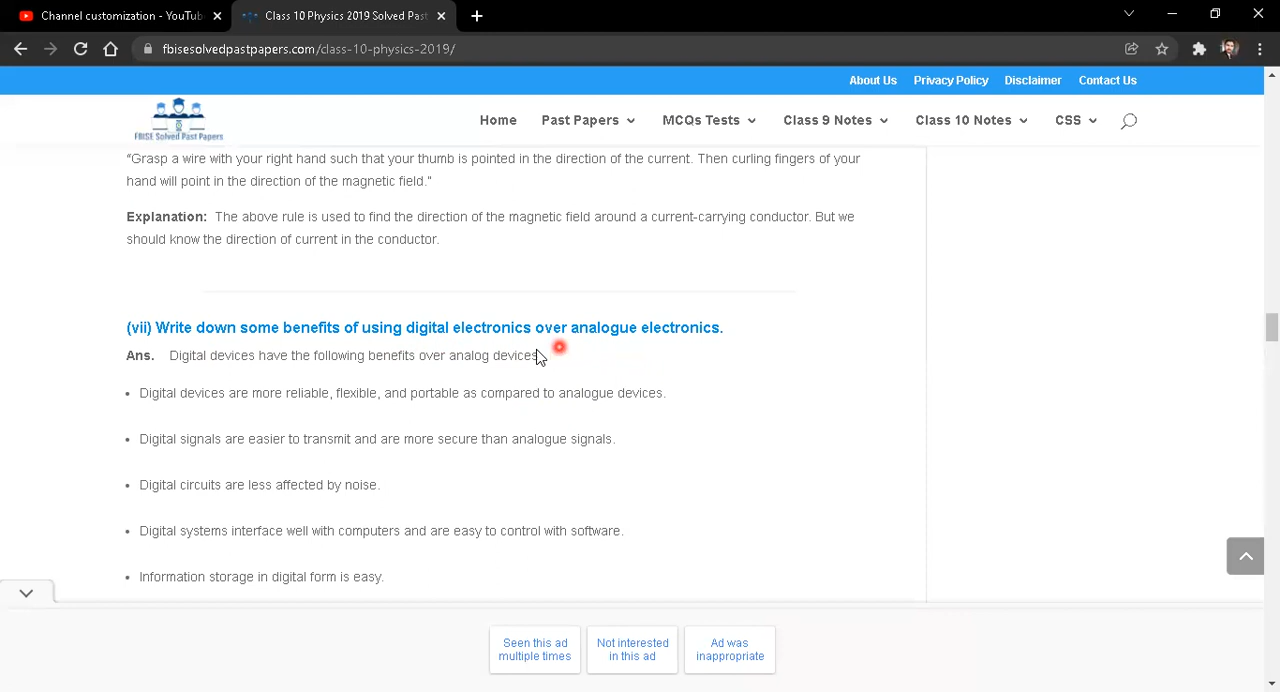 Channel customization - YouTube
Class 10 Physics 2019 Solved Past
fbisesolvedpastpapers.com/class-10-physics-2019/
About Us Privacy Policy Disclaimer Contact Us
FBISE Solved Past Papers
Home Past Papers MCQs Tests Class 9 Notes Class 10 Notes CSS
“Grasp a wire with your right hand such that your thumb is pointed in the direction of the current. Then curling fingers of your
hand will point in the direction of the magnetic field.”
Explanation: The above rule is used to find the direction of the magnetic field around a current-carrying conductor. But we
should know the direction of current in the conductor.
(vii) Write down some benefits of using digital electronics over analogue electronics.
Ans. Digital devices have the following benefits over analog devices
• Digital devices are more reliable, flexible, and portable as compared to analogue devices.
• Digital signals are easier to transmit and are more secure than analogue signals.
• Digital circuits are less affected by noise.
• Digital systems interface well with computers and are easy to control with software.
• Information storage in digital form is easy.
Seen this ad
multiple times
Not interested
in this ad
Ad was
inappropriate